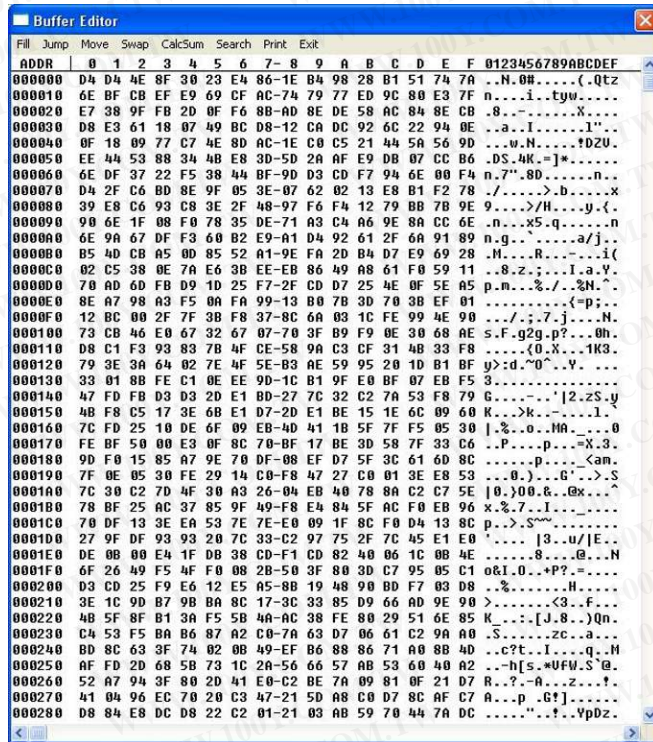 Buffer Editor
Fill Jump Move Swap CalcSum Search Print Exit
ADDR 0 1 2 3 4 5 6 7- 8 9 A B C D E F 0123456789ABCDEF
000000 D4 D4 4E 8F 30 23 E4 86-1E B4 98 28 B1 51 74 7A ..N.0#.....(.Qtz
000010 6E BF CB EF E9 69 CF AC-74 79 77 ED 9C 80 E3 7F n....i..tyw.....
000020 E7 38 9F FB 2D 0F F6 8B-AD 8E DE 58 AC 84 8E CB .8..-......X....
000030 D8 E3 61 18 07 49 BC D8-12 CA DC 92 6C 22 94 0E ..a..I......l"..
000040 0F 18 09 77 C7 4E 8D AC-1E C0 C5 21 44 5A 56 9D ...w.N.....!DZV.
000050 EE 44 53 88 34 4B E8 3D-5D 2A AF E9 DB 07 CC B6 .DS.4K.=]*......
000060 6E DF 37 22 F5 38 44 BF-9D D3 CD F7 94 6E 00 F4 n.7".8D......n..
000070 D4 2F C6 BD 8E 9F 05 3E-07 62 02 13 E8 B1 F2 78 ./.....>.b.....x
000080 39 E8 C6 93 C8 3E 2F 48-97 F6 F4 12 79 BB 7B 9E 9....>/H....y.{.
000090 90 6E 1F 08 F0 78 35 DE-71 A3 C4 A6 9E 8A CC 6E .n...x5.q......n
0000A0 6E 9A 67 DF F3 60 B2 E9-A1 D4 92 61 2F 6A 91 89 n.g..`.....a/j..
0000B0 B5 4D CB A5 0D 85 52 A1-9E FA 2D B4 D7 E9 69 28 .M....R...-...i(
0000C0 02 C5 38 0E 7A E6 3B EE-EB 86 49 A8 61 F0 59 11 ..8.z.;...I.a.Y.
0000D0 70 AD 6D FB D9 1D 25 F7-2F CD D7 25 4E 0F 5E A5 p.m...%./..%N.^.
0000E0 8E A7 98 A3 F5 0A FA 99-13 B0 7B 3D 70 3B EF 01 ..........{=p;..
0000F0 12 BC 00 2F 7F 3B F8 37-8C 6A 03 1C FE 99 4E 90 .../.;.7.j....N.
000100 73 CB 46 E0 67 32 67 07-70 3F B9 F9 0E 30 68 AE s.F.g2g.p?...0h.
000110 D8 C1 F3 93 83 7B 4F CE-58 9A C3 CF 31 4B 33 F8 .....{O.X...1K3.
000120 79 3E 3A 64 02 7E 4F 5E-B3 AE 59 95 20 1D B1 BF y>:d.~O^..Y. ...
000130 33 01 8B FE C1 0E EE 9D-1C B1 9F E0 BF 07 EB F5 3...............
000140 47 FD FB D3 D3 2D E1 BD-27 7C 32 C2 7A 53 F8 79 G....-..'|2.zS.y
000150 4B F8 C5 17 3E 6B E1 D7-2D E1 BE 15 1E 6C 09 60 K...>k..-....l.`
000160 7C FD 25 10 DE 6F 09 EB-4D 41 1B 5F 7F F5 05 30 |.%..o..MA._...0
000170 FE BF 50 00 E3 0F 8C 70-BF 17 BE 3D 58 7F 33 C6 ..P....p...=X.3.
000180 9D F0 15 85 A7 9E 70 DF-08 EF D7 5F 3C 61 6D 8C ......p...._<am.
000190 7F 0E 05 30 FE 29 14 C0-F8 47 27 C0 01 3E E8 53 ...0.)...G'..>.S
0001A0 7C 30 C2 7D 4F 30 A3 26-04 EB 40 78 8A C2 C7 5E |0.}O0.&..@x...^
0001B0 78 BF 25 AC 37 85 9F 49-F8 E4 84 5F AC F0 EB 96 x.%.7..I..._....
0001C0 70 DF 13 3E EA 53 7E 7E-E0 09 1F 8C F0 D4 13 8C p..>.S~~........
0001D0 27 9F DF 93 93 20 7C 33-C2 97 75 2F 7C 45 E1 E0 '.... |3..u/|E..
0001E0 DE 0B 00 E4 1F DB 38 CD-F1 CD 82 40 06 1C 0B 4E ......8....@...N
0001F0 6F 26 49 F5 4F F0 08 2B-50 3F 80 3D C7 95 05 C1 o&I.O..+P?.=....
000200 D3 CD 25 F9 E6 12 E5 A5-8B 19 48 90 BD F7 03 D8 ..%.......H.....
000210 3E 1C 9D B7 9B BA 8C 17-3C 33 85 D9 66 AD 9E 90 >.......<3..f...
000220 4B 5F 8F B1 3A F5 5B 4A-AC 38 FE 80 29 51 6E 85 K_..:.[J.8..)Qn.
000230 C4 53 F5 BA B6 87 A2 C0-7A 63 D7 06 61 C2 9A A0 .S......zc..a...
000240 BD 8C 63 3F 74 02 0B 49-EF B6 88 86 71 A0 8B 4D ..c?t..I....q..M
000250 AF FD 2D 68 5B 73 1C 2A-56 66 57 AB 53 60 40 A2 ..-h[s.*VfW.S`@.
000260 52 A7 94 3F 80 2D 41 E0-C2 BE 7A 09 81 0F 21 D7 R..?.-A...z...!.
000270 41 04 96 EC 70 20 C3 47-21 5D A8 C0 D7 8C AF C7 A...p .G!]......
000280 D8 84 E8 DC D8 22 C2 01-21 03 AB 59 70 44 7A DC ....."..!..YpDz.